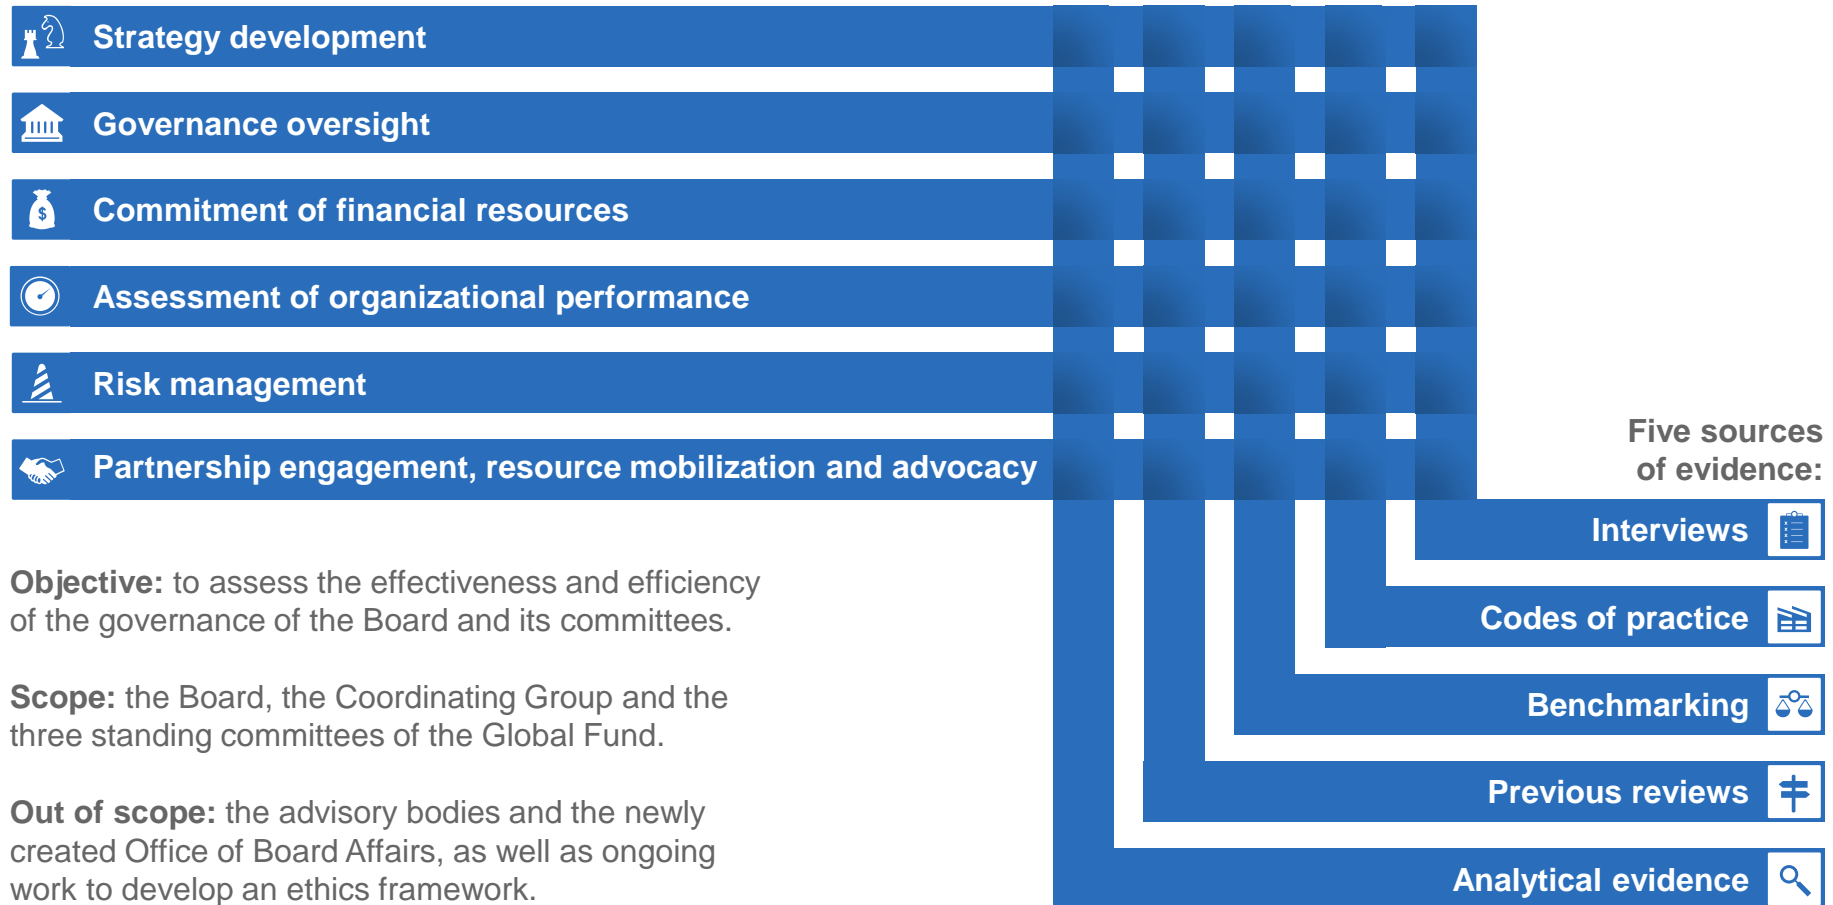 Strategy development
Governance oversight
Commitment of financial resources
$
Assessment of organizational performance
Risk management
Partnership engagement, resource mobilization and advocacy
Five sources
of evidence:
Interviews
Codes of practice
Benchmarking
Previous reviews
Analytical evidence
Objective: to assess the effectiveness and efficiency
of the governance of the Board and its committees.
Scope: the Board, the Coordinating Group and the
three standing committees of the Global Fund.
Out of scope: the advisory bodies and the newly
created Office of Board Affairs, as well as ongoing
work to develop an ethics framework.